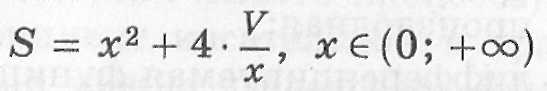 S = x² + 4 · V/x, x ∈ (0; +∞)